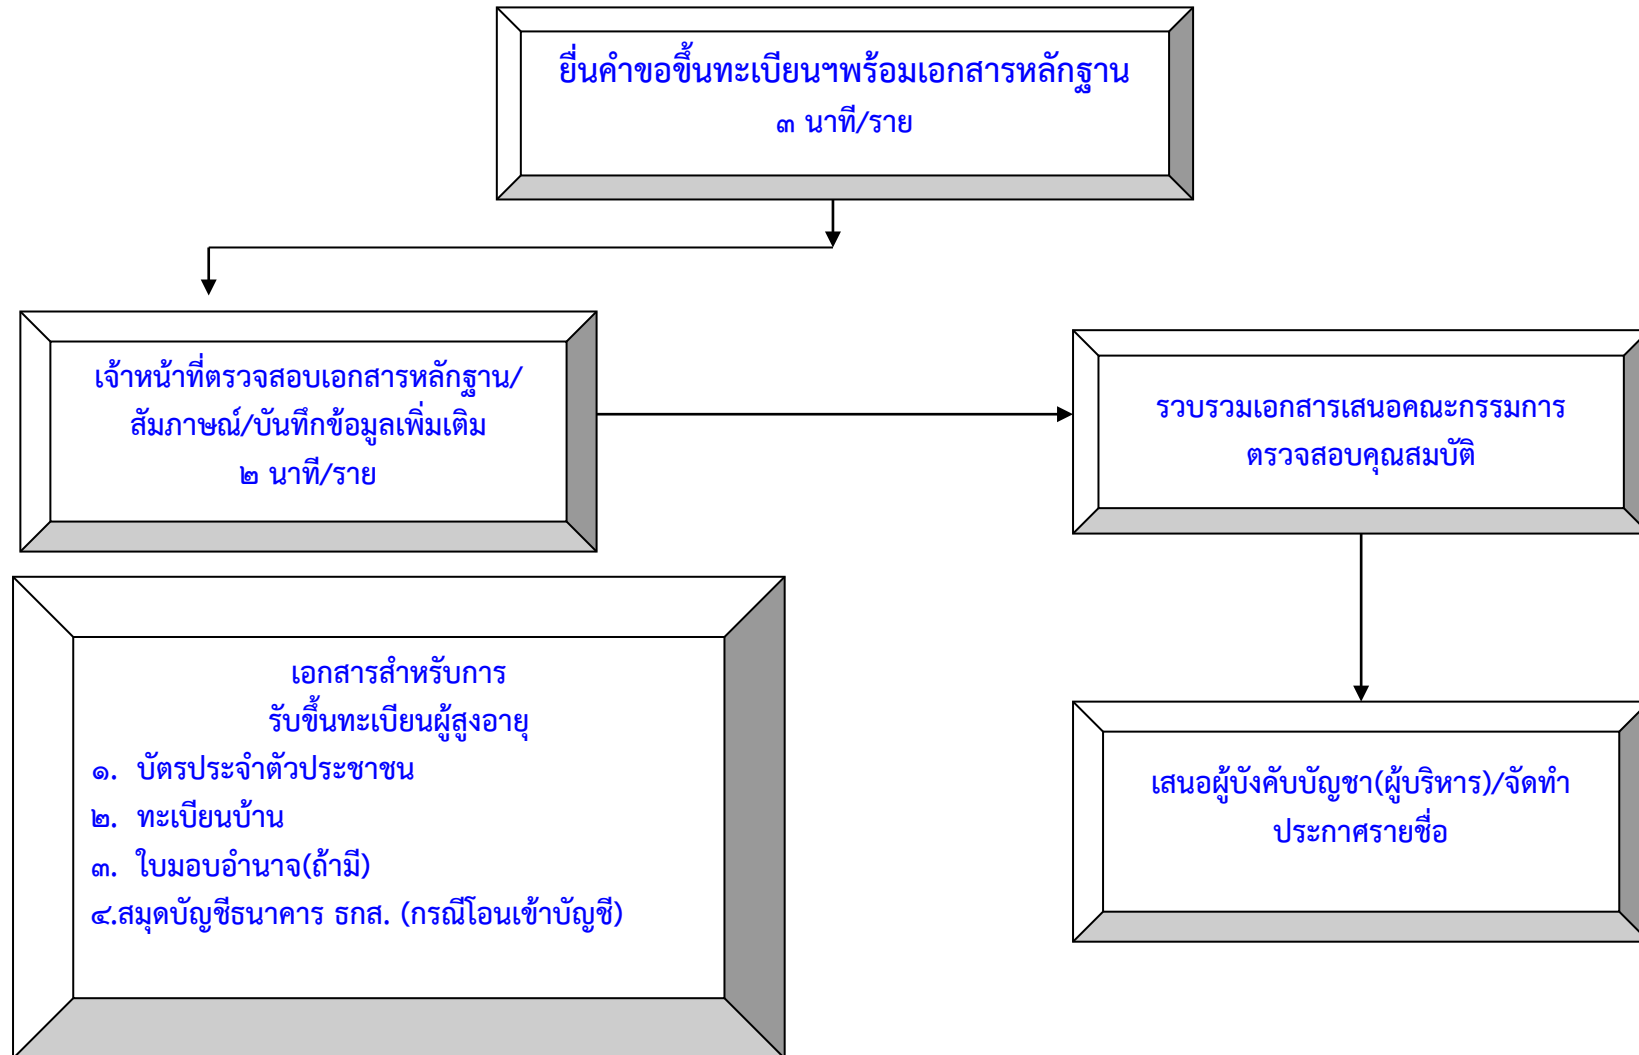 ยื่นคำขอขึ้นทะเบียนฯพร้อมเอกสารหลักฐาน
๓ นาที/ราย
เจ้าหน้าที่ตรวจสอบเอกสารหลักฐาน/
สัมภาษณ์/บันทึกข้อมูลเพิ่มเติม
๒ นาที/ราย
รวบรวมเอกสารเสนอคณะกรรมการ
ตรวจสอบคุณสมบัติ
เอกสารสำหรับการ
รับขึ้นทะเบียนผู้สูงอายุ
๑. บัตรประจำตัวประชาชน
๒. ทะเบียนบ้าน
๓. ใบมอบอำนาจ(ถ้ามี)
๔.สมุดบัญชีธนาคาร ธกส. (กรณีโอนเข้าบัญชี)
เสนอผู้บังคับบัญชา(ผู้บริหาร)/จัดทำ
ประกาศรายชื่อ